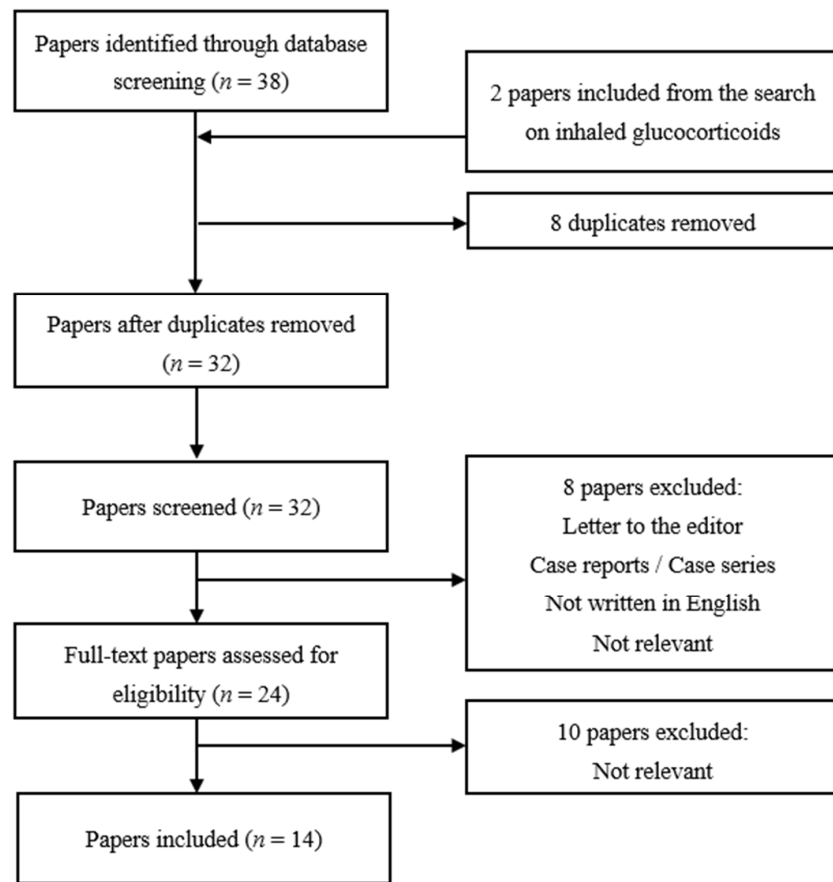 Papers identified through database
screening (n = 38)
2 papers included from the search
on inhaled glucocorticoids
8 duplicates removed
Papers after duplicates removed
(n = 32)
Papers screened (n = 32)
8 papers excluded:
Letter to the editor
Case reports / Case series
Not written in English
Not relevant
Full-text papers assessed for
eligibility (n = 24)
10 papers excluded:
Not relevant
Papers included (n = 14)